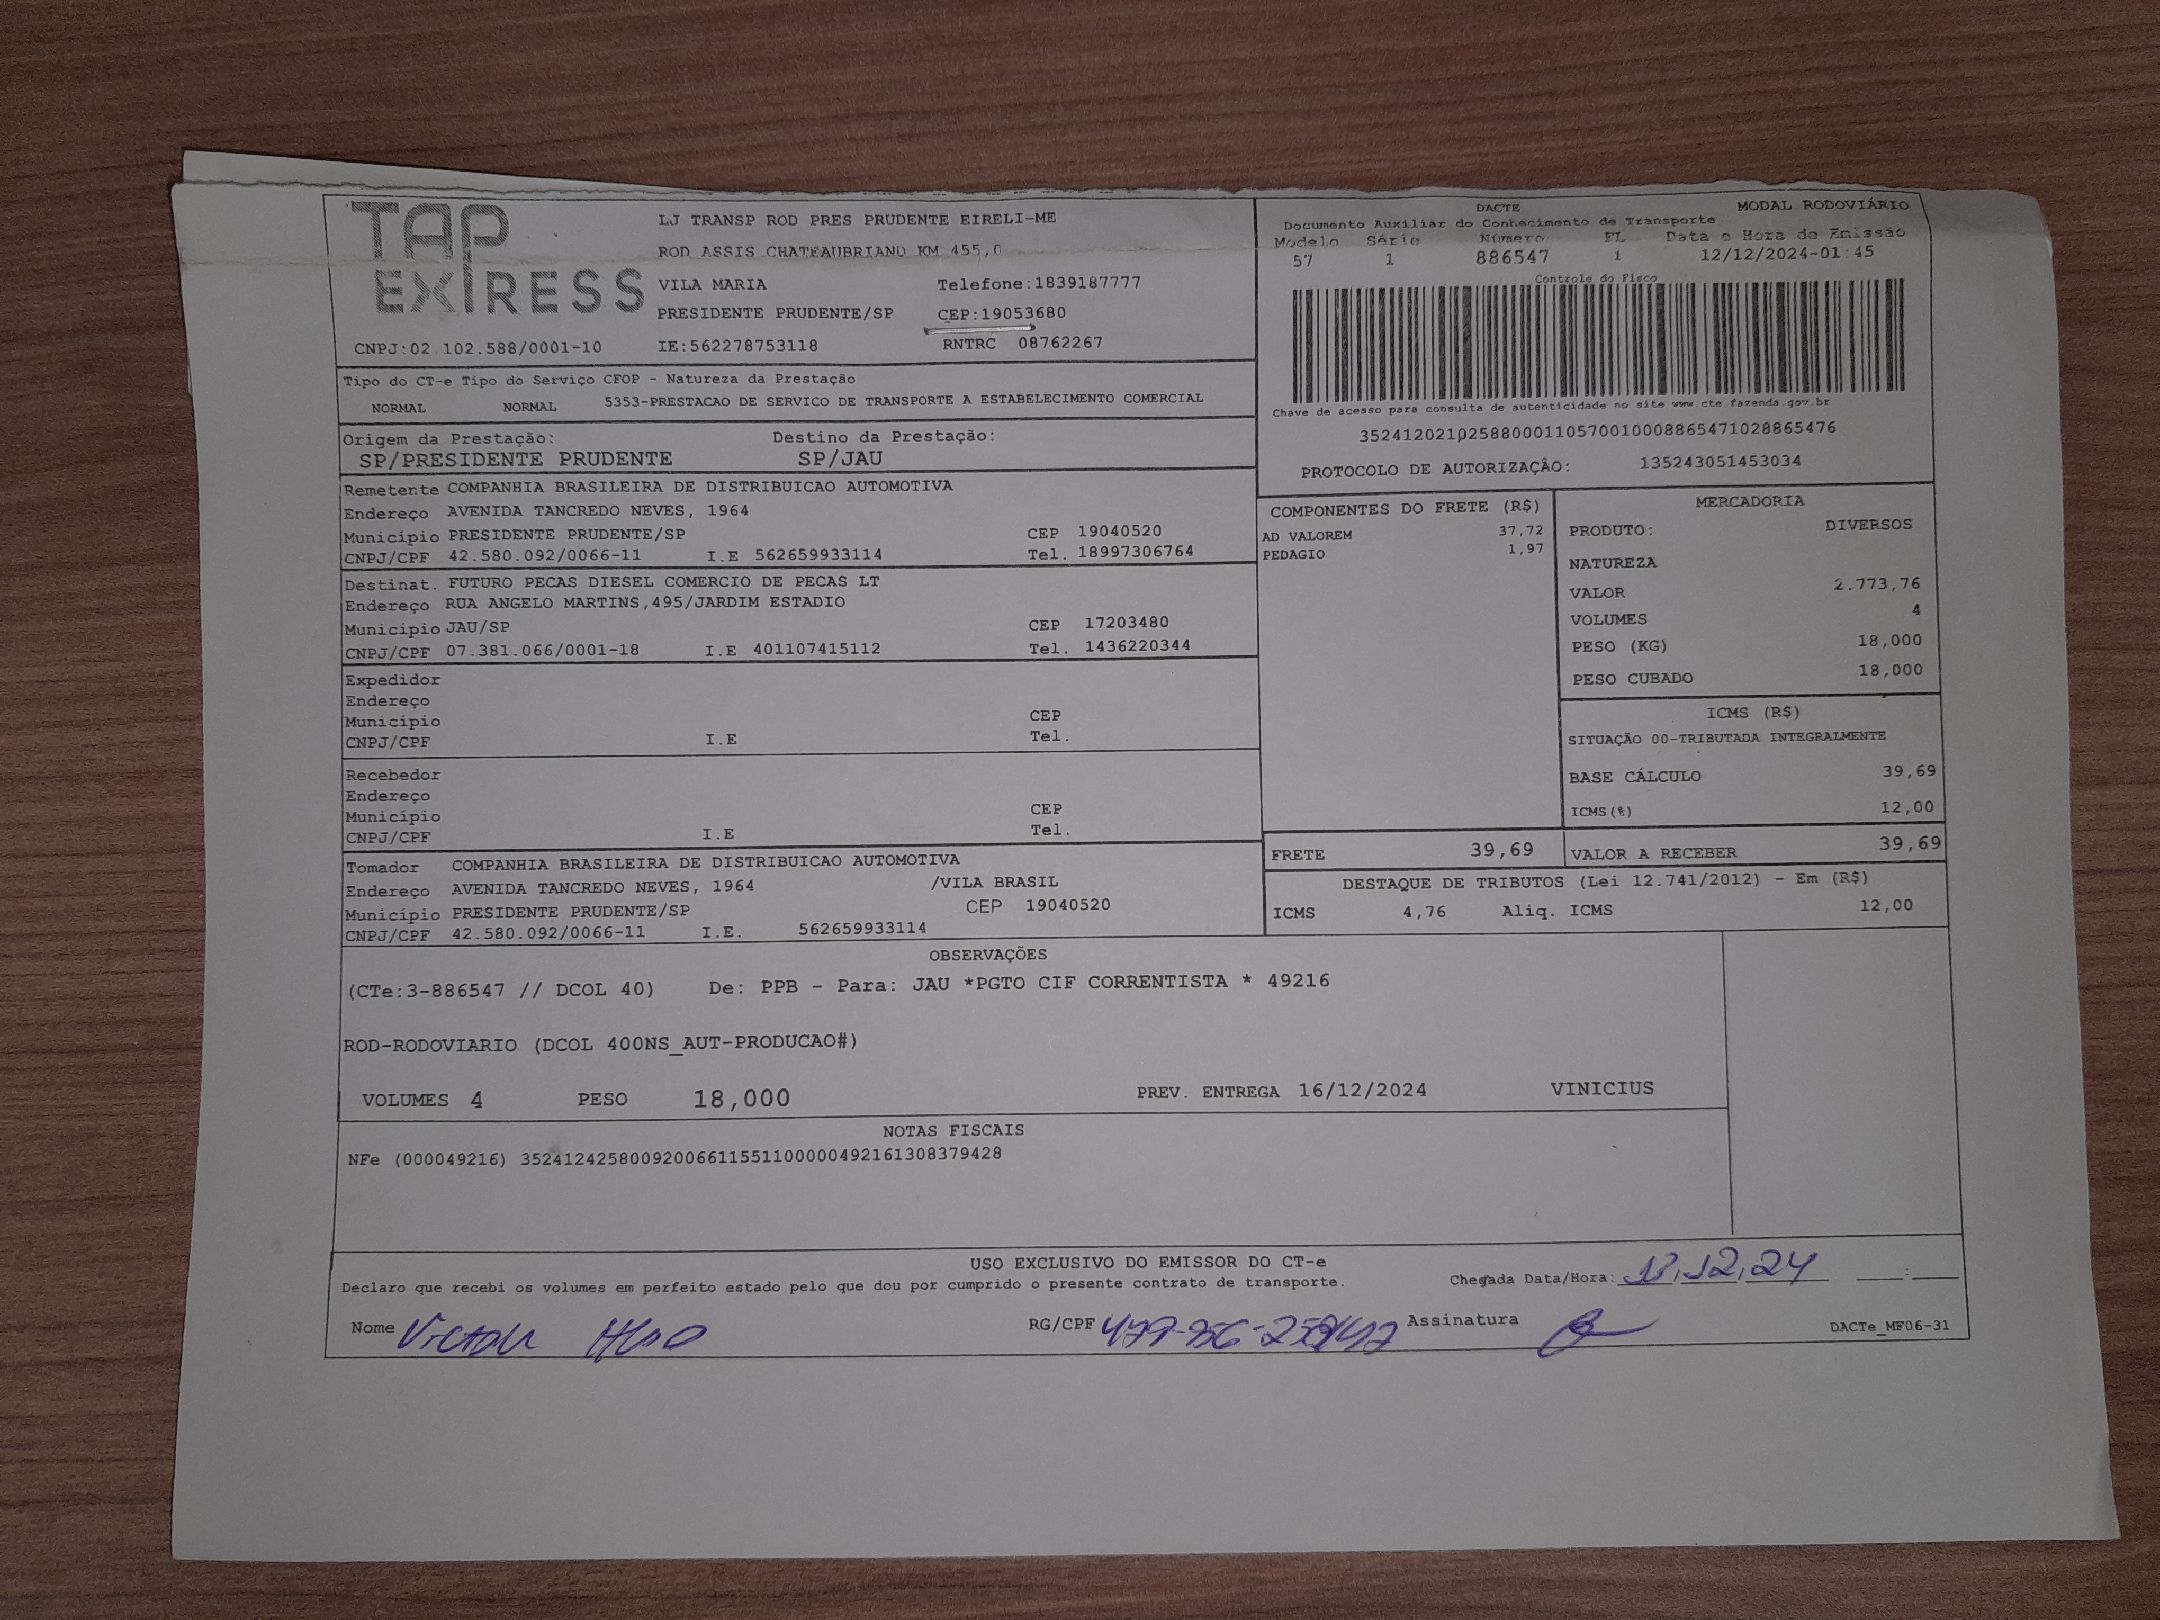 TAP
EXPRESS
LJ TRANSP ROD PRES PRUDENTE EIRELI-ME
ROD ASSIS CHATEAUBRIAND KM 455,0
VILA MARIA Telefone:1839187777
PRESIDENTE PRUDENTE/SP CEP:19053680
CNPJ:02.102.588/0001-10 IE:562278753118 RNTRC 08762267
DACTE MODAL RODOVIÁRIO
Documento Auxiliar do Conhecimento de Transporte
Modelo Série Número FL Data e Hora de Emissão
57 1 886547 1 12/12/2024-01:45
Controle do Fisco
Chave de acesso para consulta de autenticidade no site www.cte.fazenda.gov.br
35241202102588000110570010008865471028865476
PROTOCOLO DE AUTORIZAÇÃO: 135243051453034
Tipo do CT-e Tipo do Serviço CFOP - Natureza da Prestação
NORMAL NORMAL 5353-PRESTACAO DE SERVICO DE TRANSPORTE A ESTABELECIMENTO COMERCIAL
Origem da Prestação: Destino da Prestação:
SP/PRESIDENTE PRUDENTE SP/JAU
Remetente COMPANHIA BRASILEIRA DE DISTRIBUICAO AUTOMOTIVA
Endereço AVENIDA TANCREDO NEVES, 1964
Município PRESIDENTE PRUDENTE/SP CEP 19040520
CNPJ/CPF 42.580.092/0066-11 I.E 562659933114 Tel. 18997306764
Destinat. FUTURO PECAS DIESEL COMERCIO DE PECAS LT
Endereço RUA ANGELO MARTINS,495/JARDIM ESTADIO
Município JAU/SP CEP 17203480
CNPJ/CPF 07.381.066/0001-18 I.E 401107415112 Tel. 1436220344
Expedidor
Endereço
Município CEP
CNPJ/CPF I.E Tel.
Recebedor
Endereço
Município CEP
CNPJ/CPF I.E Tel.
Tomador COMPANHIA BRASILEIRA DE DISTRIBUICAO AUTOMOTIVA
Endereço AVENIDA TANCREDO NEVES, 1964 /VILA BRASIL
Município PRESIDENTE PRUDENTE/SP CEP 19040520
CNPJ/CPF 42.580.092/0066-11 I.E. 562659933114
COMPONENTES DO FRETE (R$)
AD VALOREM 37,72
PEDAGIO 1,97
MERCADORIA
PRODUTO: DIVERSOS
NATUREZA
VALOR 2.773,76
VOLUMES 4
PESO (KG) 18,000
PESO CUBADO 18,000
ICMS (R$)
SITUAÇÃO 00-TRIBUTADA INTEGRALMENTE
BASE CÁLCULO 39,69
ICMS(%) 12,00
FRETE 39,69 VALOR A RECEBER 39,69
DESTAQUE DE TRIBUTOS (Lei 12.741/2012) - Em (R$)
ICMS 4,76 Aliq. ICMS 12,00
OBSERVAÇÕES
(CTe:3-886547 // DCOL 40) De: PPB - Para: JAU *PGTO CIF CORRENTISTA * 49216
ROD-RODOVIARIO (DCOL 400NS_AUT-PRODUCAO#)
VOLUMES 4 PESO 18,000 PREV. ENTREGA 16/12/2024 VINICIUS
NOTAS FISCAIS
NFe (000049216) 35241242580092006611551100000492161308379428
USO EXCLUSIVO DO EMISSOR DO CT-e
Declaro que recebi os volumes em perfeito estado pelo que dou por cumprido o presente contrato de transporte. Chegada Data/Hora: 12.24 :
Nome Victor RG/CPF Assinatura DACTe_MF06-31